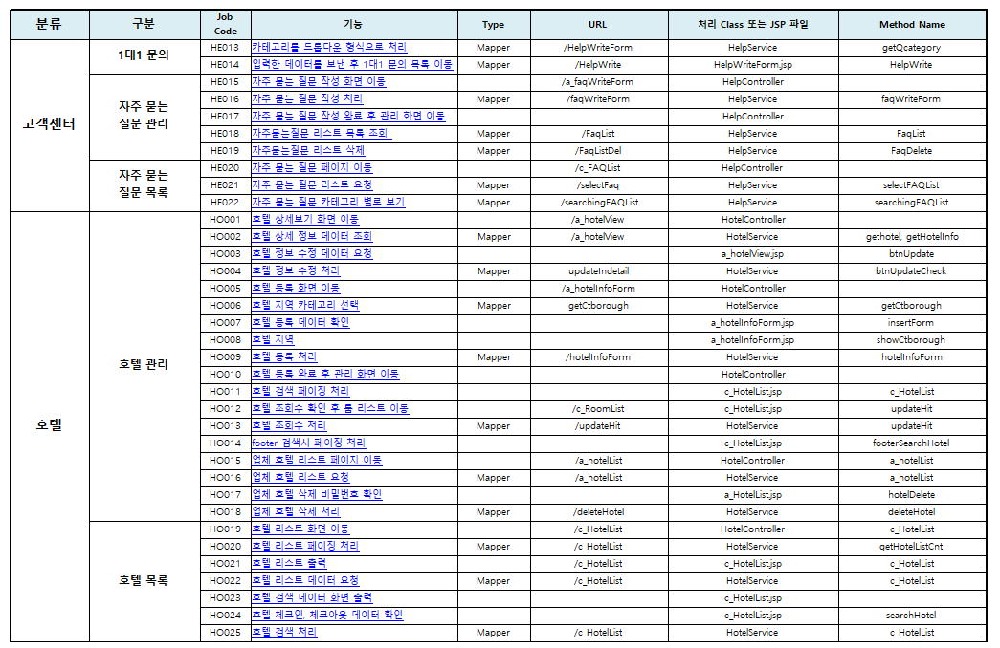 분류 구분 Job Code 기능 Type URL 처리 Class 또는 JSP 파일 Method Name
고객센터
1대1 문의
HE013 카테고리를 드롭다운 형식으로 처리 Mapper /HelpWriteForm HelpService getQcategory
HE014 입력한 데이터를 보낸 후 1대1 문의 목록 이동 Mapper /HelpWrite HelpWriteForm.jsp HelpWrite
자주 묻는
질문 관리
HE015 자주 묻는 질문 작성 화면 이동 /a_faqWriteForm HelpController
HE016 자주 묻는 질문 작성 처리 Mapper /faqWriteForm HelpService faqWriteForm
HE017 자주 묻는 질문 작성 완료 후 관리 화면 이동 HelpController
HE018 자주묻는질문 리스트 목록 조회 Mapper /FaqList HelpService FaqList
HE019 자주묻는질문 리스트 삭제 Mapper /FaqListDel HelpService FaqDelete
자주 묻는
질문 목록
HE020 자주 묻는 질문 페이지 이동 /c_FAQList HelpController
HE021 자주 묻는 질문 리스트 요청 Mapper /selectFaq HelpService selectFAQList
HE022 자주 묻는 질문 카테고리 별로 보기 Mapper /searchingFAQList HelpService searchingFAQList
호텔
호텔 관리
HO001 호텔 상세보기 화면 이동 /a_hotelView HotelController
HO002 호텔 상세 정보 데이터 조회 Mapper /a_hotelView HotelService gethotel, getHotelInfo
HO003 호텔 정보 수정 데이터 요청 a_hotelView.jsp btnUpdate
HO004 호텔 정보 수정 처리 Mapper updateIndetail HotelService btnUpdateCheck
HO005 호텔 등록 화면 이동 /a_hotelInfoForm HotelController
HO006 호텔 지역 카테고리 선택 Mapper getCtborough HotelService getCtborough
HO007 호텔 등록 데이터 확인 a_hotelInfoForm.jsp insertForm
HO008 호텔 지역 a_hotelInfoForm.jsp showCtborough
HO009 호텔 등록 처리 Mapper /hotelInfoForm HotelService hotelInfoForm
HO010 호텔 등록 완료 후 관리 화면 이동 HotelController
HO011 호텔 검색 페이징 처리 c_HotelList.jsp c_HotelList
HO012 호텔 조회수 확인 후 룸 리스트 이동 /c_RoomList c_HotelList.jsp updateHit
HO013 호텔 조회수 처리 Mapper /updateHit HotelService updateHit
HO014 footer 검색시 페이징 처리 c_HotelList.jsp footerSearchHotel
HO015 업체 호텔 리스트 페이지 이동 /a_hotelList HotelController a_hotelList
HO016 업체 호텔 리스트 요청 Mapper /a_hotelList HotelService a_hotelList
HO017 업체 호텔 삭제 비밀번호 확인 a_HotelList.jsp hotelDelete
HO018 업체 호텔 삭제 처리 Mapper /deleteHotel HotelService deleteHotel
호텔 목록
HO019 호텔 리스트 화면 이동 /c_HotelList HotelController c_HotelList
HO020 호텔 리스트 페이징 처리 Mapper /c_HotelList HotelService getHotelListCnt
HO021 호텔 리스트 출력 /c_HotelList c_HotelList.jsp c_HotelList
HO022 호텔 리스트 데이터 요청 Mapper /c_HotelList HotelService c_HotelList
HO023 호텔 검색 데이터 화면 출력 c_HotelList.jsp
HO024 호텔 체크인, 체크아웃 데이터 확인 c_HotelList.jsp searchHotel
HO025 호텔 검색 처리 Mapper /c_HotelList HotelService c_HotelList